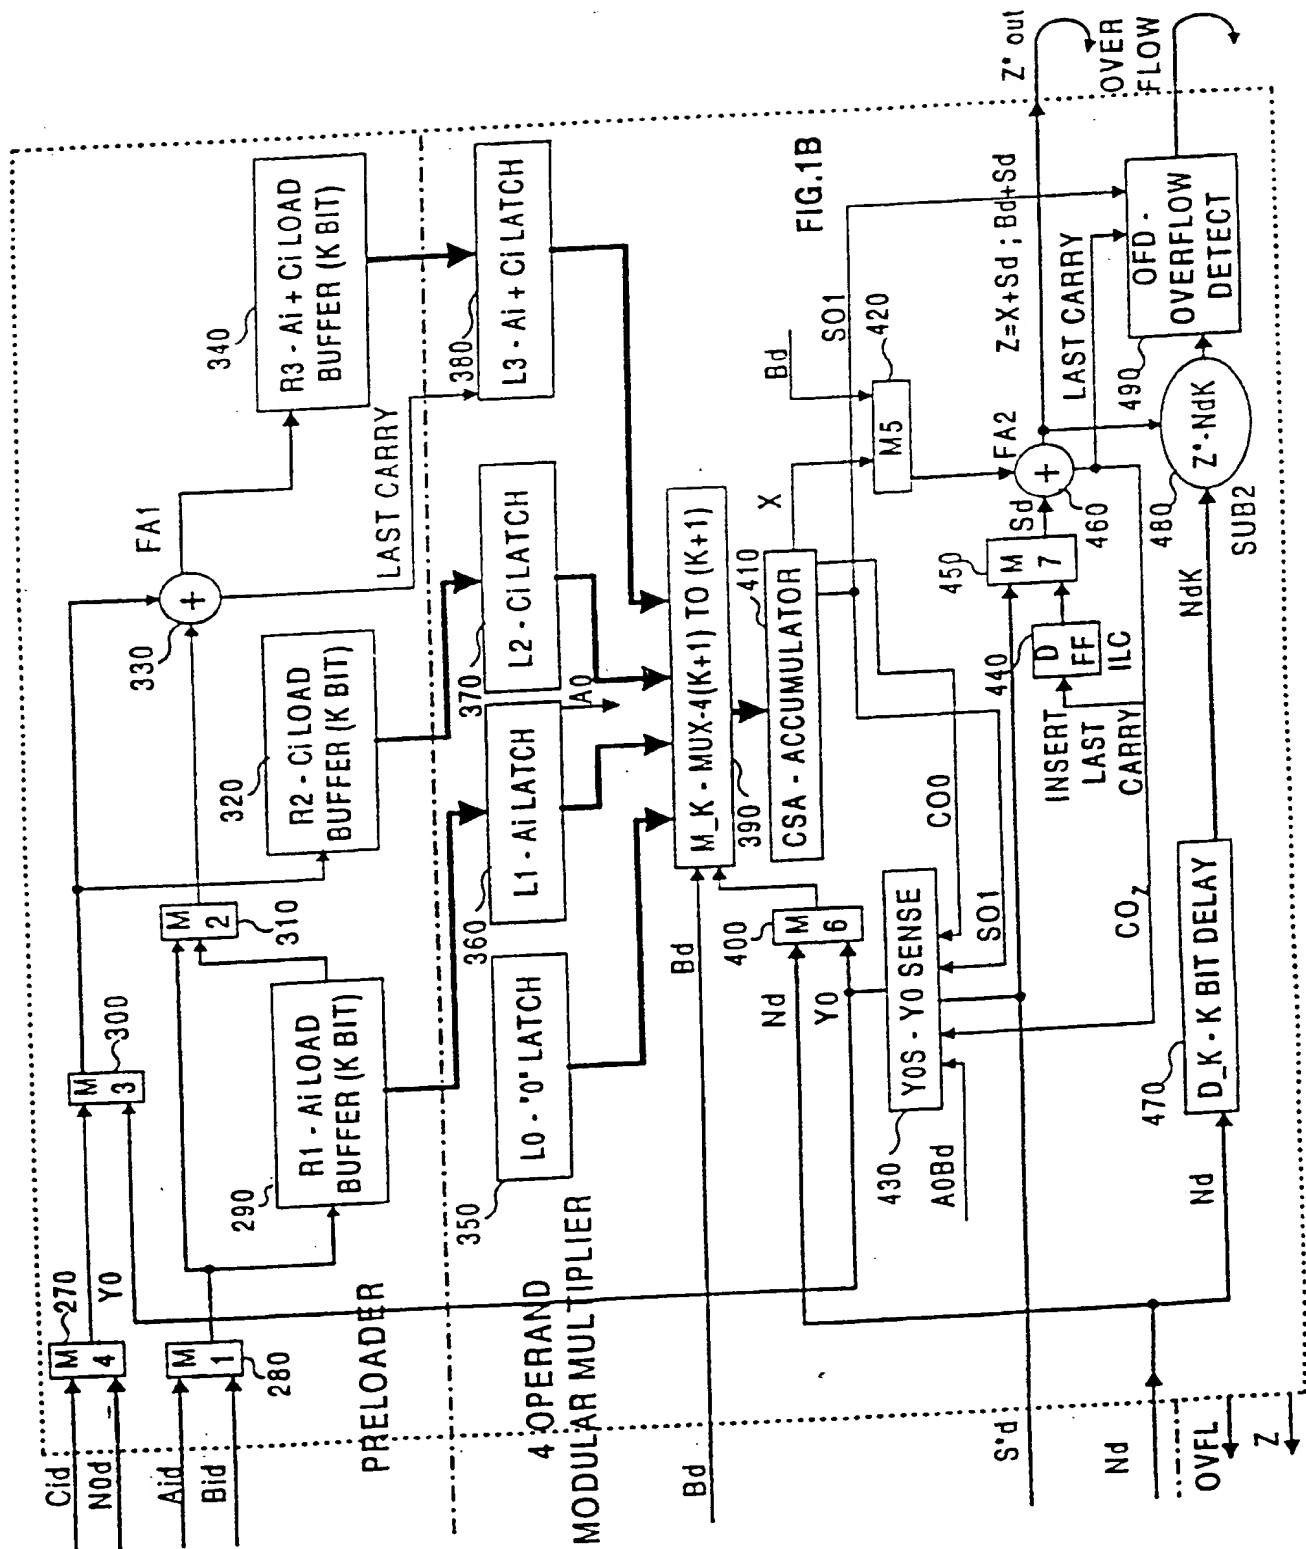 Cid
N0d
Aid
Bid
M
4
270
Y0
M
1
280
M
3
300
PRELOADER
290
R1 - Ai LOAD
BUFFER (K BIT)
M
2
310
320
R2 - Ci LOAD
BUFFER (K BIT)
330
+
FA1
LAST CARRY
340
R3 - Ai + Ci LOAD
BUFFER (K BIT)
4 OPERAND
MODULAR MULTIPLIER
350
L0 - "0" LATCH
360
L1 - Ai LATCH
A0
370
L2 - Ci LATCH
380
L3 - Ai + Ci LATCH
Bd
Bd
390
M_K - MUX-4(K+1) TO (K+1)
400
M
6
Nd
Y0
410
CSA - ACCUMULATOR
X
CO0
SO1
SO1
Bd
M5
420
FIG.1B
430
Y0S - Y0 SENSE
A0Bd
S*d
440
D
FF
ILC
INSERT
LAST
CARRY
450
M
7
Sd
+
FA2
460
Z=X+Sd ; Bd+Sd
Z* out
LAST CARRY
COZ
Nd
Nd
470
D_K - K BIT DELAY
NdK
480
Z*-NdK
SUB2
490
OFD -
OVERFLOW
DETECT
OVER
FLOW
OVFL
Z